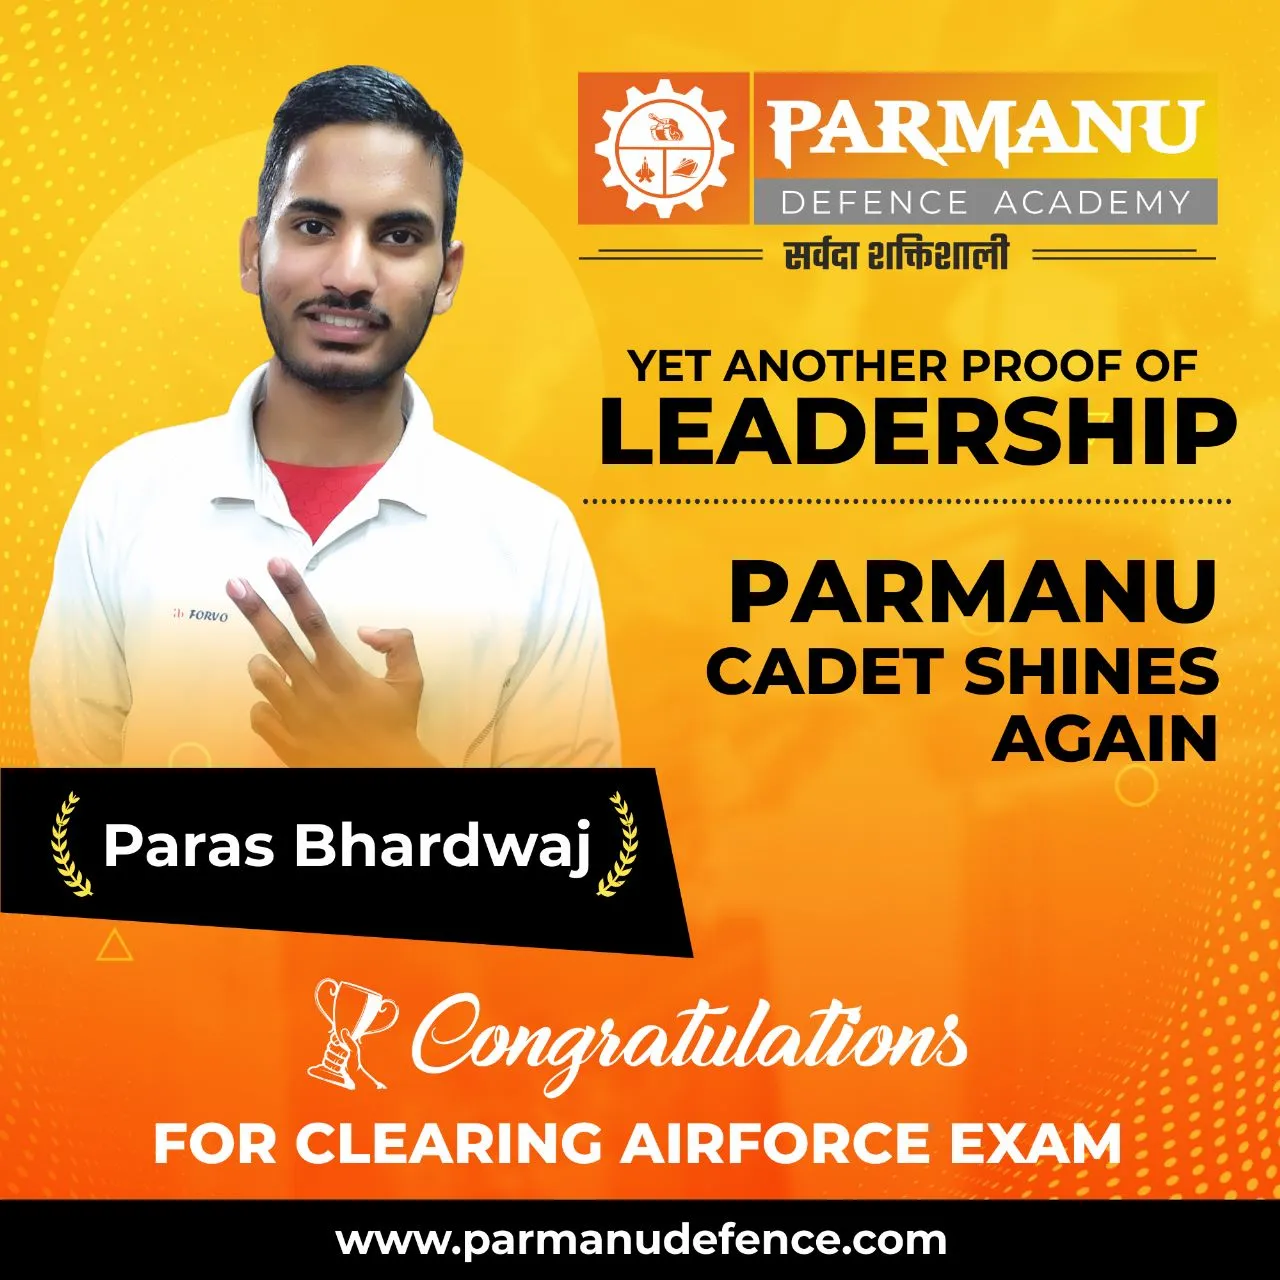 PARMANU
DEFENCE ACADEMY
सर्वदा शक्तिशाली
YET ANOTHER PROOF OF
LEADERSHIP
PARMANU
CADET SHINES
AGAIN
FORVO
Paras Bhardwaj
Congratulations
FOR CLEARING AIRFORCE EXAM
www.parmanudefence.com